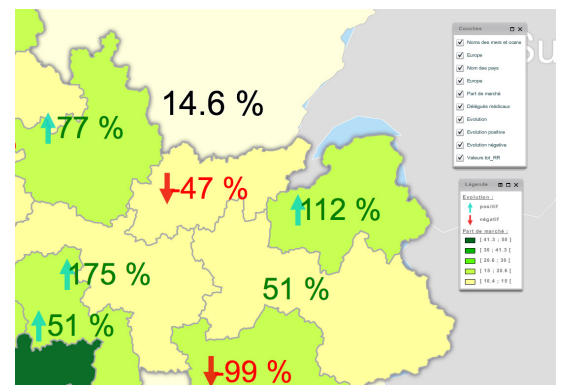 Couches
Noms des mers et océans
Europe
Nom des pays
Europe
Part de marché
Délégués médicaux
Evolution
Evolution positive
Evolution négative
Valeurs tot_RR
Su
14.6 %
77 %
-47 %
112 %
175 %
51 %
51 %
-99 %
Légende
Evolution :
positif
négatif
Part de marché :
[ 41.3 ; 50 ]
[ 30 ; 41.3 ]
[ 20.6 ; 30 ]
[ 15 ; 20.6 ]
[ 10,4 ; 15 ]